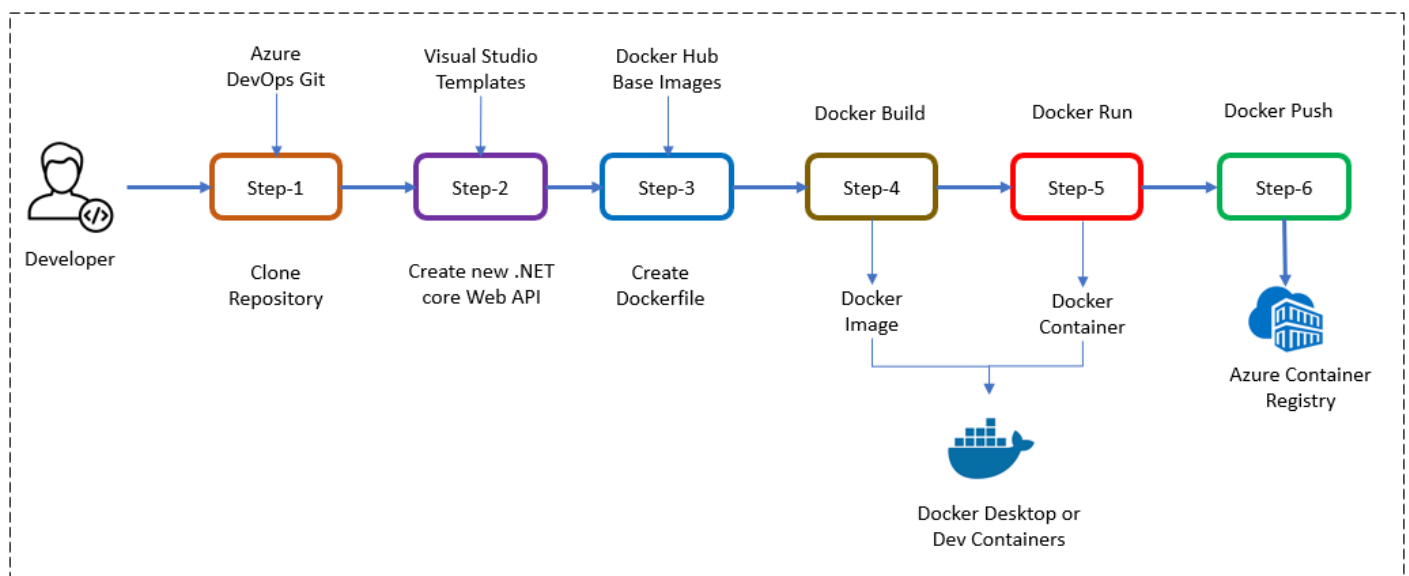 Azure
DevOps Git
Visual Studio
Templates
Docker Hub
Base Images
Docker Build
Docker Run
Docker Push
Step-1
Step-2
Step-3
Step-4
Step-5
Step-6
Developer
Clone
Repository
Create new .NET
core Web API
Create
Dockerfile
Docker
Image
Docker
Container
Azure Container
Registry
Docker Desktop or
Dev Containers